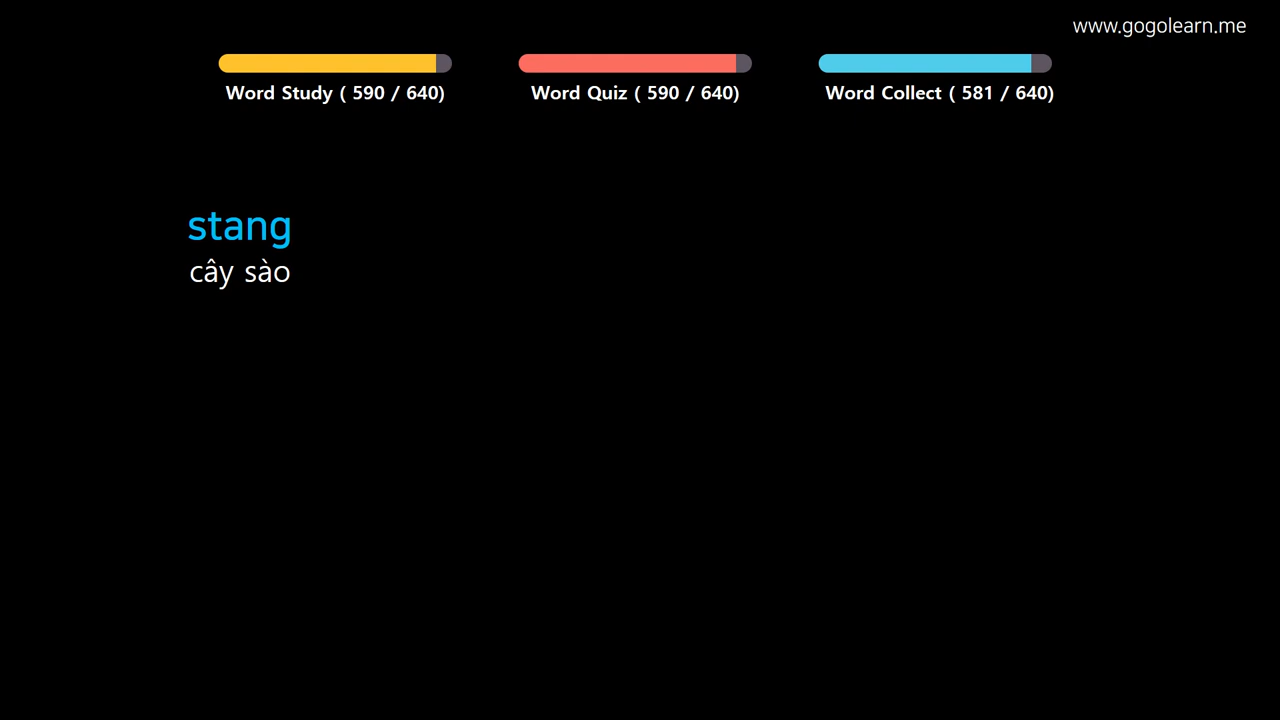 www.gogolearn.me
Word Study ( 590 / 640)
Word Quiz ( 590 / 640)
Word Collect ( 581 / 640)
stang
cây sào